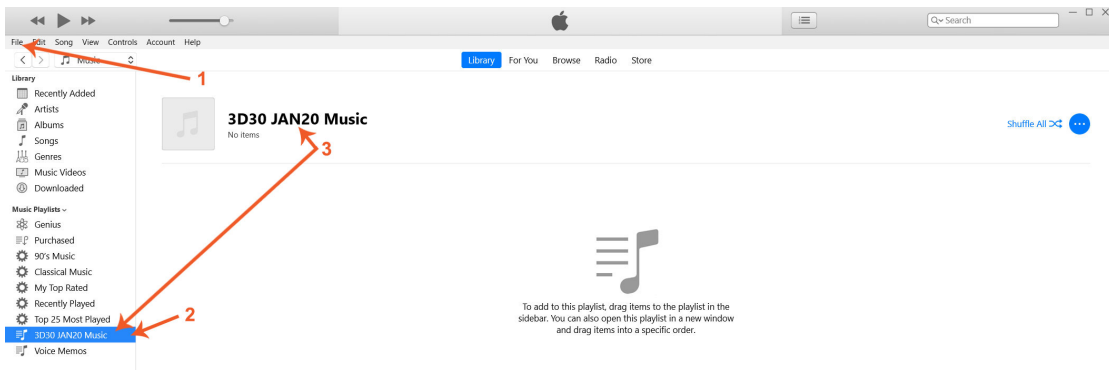 Search
File Edit Song View Controls Account Help
Music
Library For You Browse Radio Store
1
Library
Recently Added
Artists
Albums
Songs
Genres
Music Videos
Downloaded
3D30 JAN20 Music
No items
Shuffle All
3
Music Playlists
Genius
Purchased
90's Music
Classical Music
My Top Rated
Recently Played
Top 25 Most Played
3D30 JAN20 Music
Voice Memos
2
To add to this playlist, drag items to the playlist in the
sidebar. You can also open this playlist in a new window
and drag items into a specific order.